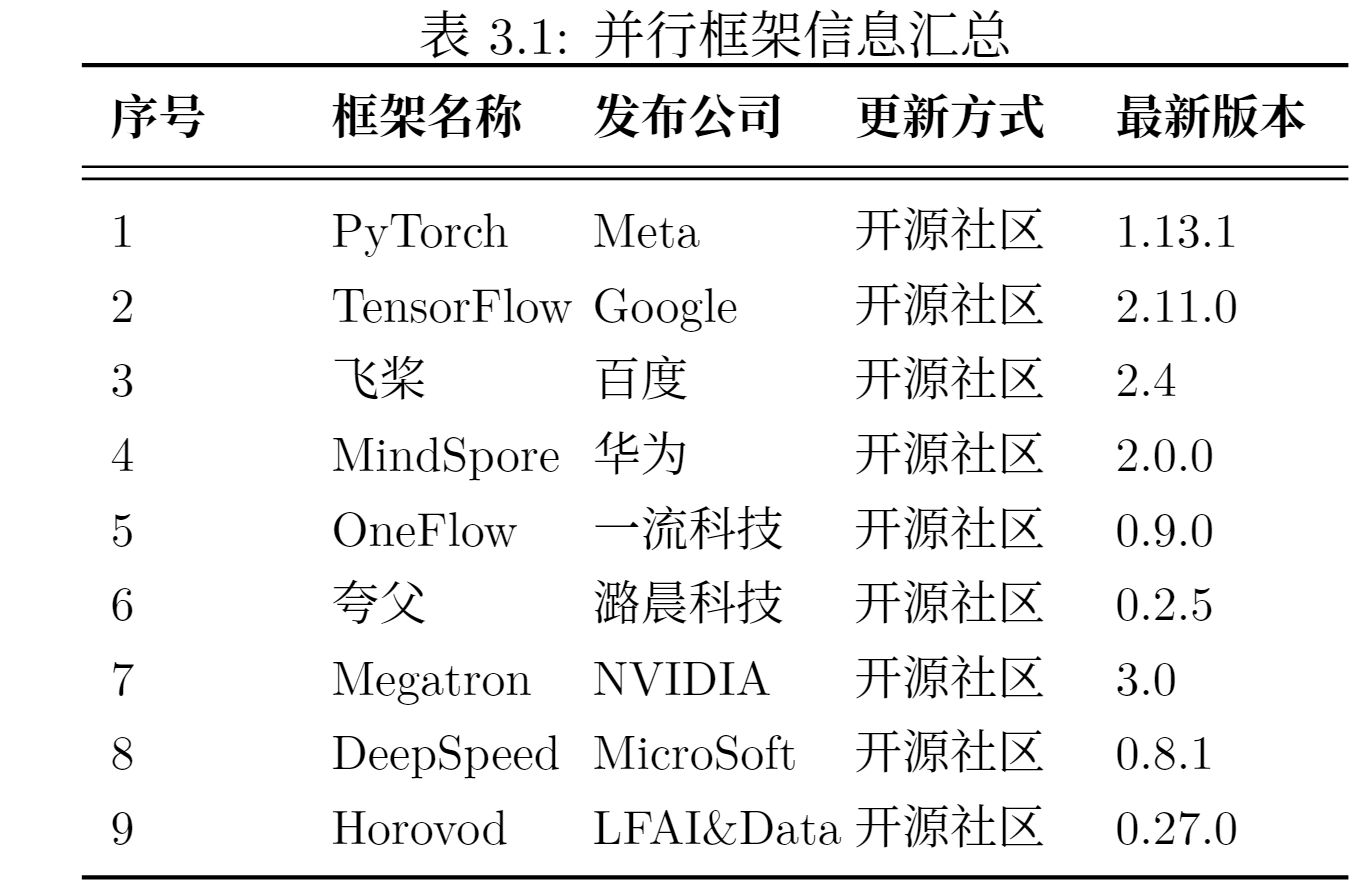 表 3.1: 并行框架信息汇总
序号 框架名称 发布公司 更新方式 最新版本
1 PyTorch Meta 开源社区 1.13.1
2 TensorFlow Google 开源社区 2.11.0
3 飞桨 百度 开源社区 2.4
4 MindSpore 华为 开源社区 2.0.0
5 OneFlow 一流科技 开源社区 0.9.0
6 夸父 潞晨科技 开源社区 0.2.5
7 Megatron NVIDIA 开源社区 3.0
8 DeepSpeed MicroSoft 开源社区 0.8.1
9 Horovod LFAI&Data 开源社区 0.27.0